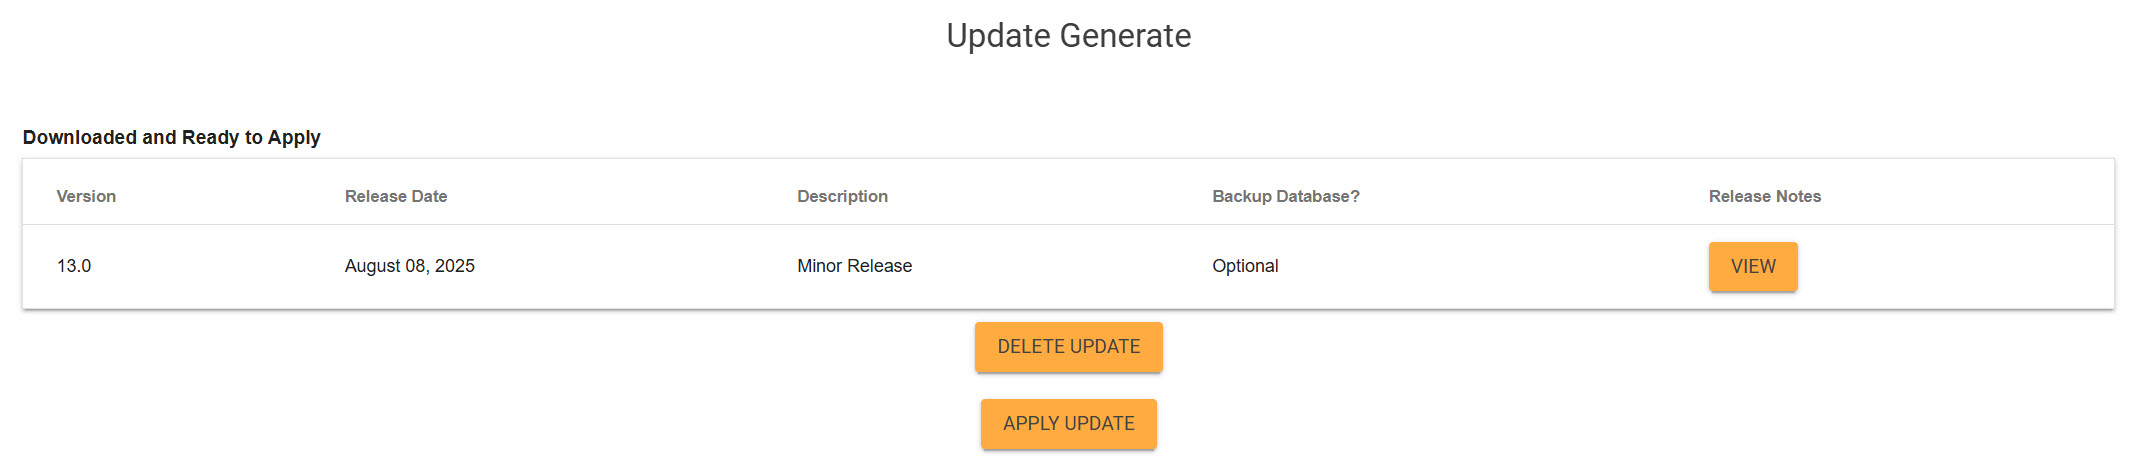 Update Generate
Downloaded and Ready to Apply
Version Release Date Description Backup Database? Release Notes
13.0 August 08, 2025 Minor Release Optional VIEW
DELETE UPDATE
APPLY UPDATE